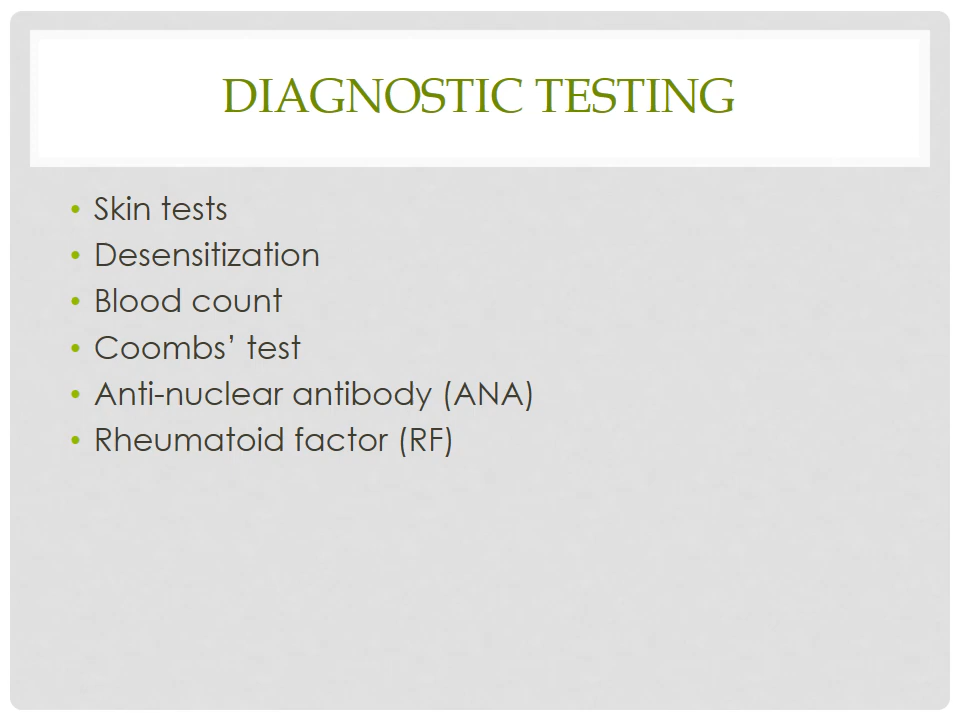 DIAGNOSTIC TESTING
• Skin tests
• Desensitization
• Blood count
• Coombs’ test
• Anti-nuclear antibody (ANA)
• Rheumatoid factor (RF)